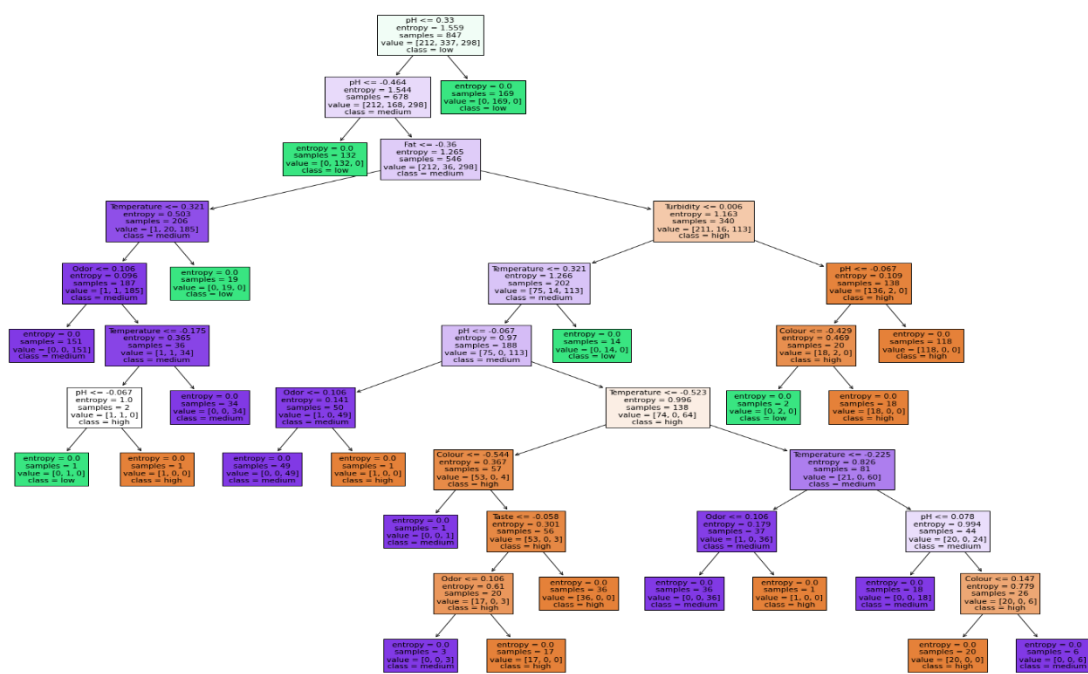 pH <= 0.33
entropy = 1.559
samples = 847
value = [212, 337, 298]
class = low
pH <= -0.464
entropy = 1.544
samples = 678
value = [212, 168, 298]
class = medium
entropy = 0.0
samples = 169
value = [0, 169, 0]
class = low
entropy = 0.0
samples = 132
value = [0, 132, 0]
class = low
Fat <= -0.36
entropy = 1.265
samples = 546
value = [212, 36, 298]
class = medium
Temperature <= 0.321
entropy = 0.503
samples = 206
value = [1, 20, 185]
class = medium
Turbidity <= 0.006
entropy = 1.163
samples = 340
value = [211, 16, 113]
class = high
Odor <= 0.106
entropy = 0.096
samples = 187
value = [1, 1, 185]
class = medium
entropy = 0.0
samples = 19
value = [0, 19, 0]
class = low
Temperature <= 0.321
entropy = 1.266
samples = 202
value = [75, 14, 113]
class = medium
pH <= -0.067
entropy = 0.109
samples = 138
value = [136, 2, 0]
class = high
entropy = 0.0
samples = 151
value = [0, 0, 151]
class = medium
Temperature <= -0.175
entropy = 0.365
samples = 36
value = [1, 1, 34]
class = medium
pH <= -0.067
entropy = 0.97
samples = 188
value = [75, 0, 113]
class = medium
entropy = 0.0
samples = 14
value = [0, 14, 0]
class = low
Colour <= -0.429
entropy = 0.469
samples = 20
value = [18, 2, 0]
class = high
entropy = 0.0
samples = 118
value = [118, 0, 0]
class = high
pH <= -0.067
entropy = 1.0
samples = 2
value = [1, 1, 0]
class = high
entropy = 0.0
samples = 34
value = [0, 0, 34]
class = medium
Odor <= 0.106
entropy = 0.141
samples = 50
value = [1, 0, 49]
class = medium
Temperature <= -0.523
entropy = 0.996
samples = 138
value = [74, 0, 64]
class = high
entropy = 0.0
samples = 2
value = [0, 2, 0]
class = low
entropy = 0.0
samples = 18
value = [18, 0, 0]
class = high
entropy = 0.0
samples = 1
value = [0, 1, 0]
class = low
entropy = 0.0
samples = 1
value = [1, 0, 0]
class = high
entropy = 0.0
samples = 49
value = [0, 0, 49]
class = medium
entropy = 0.0
samples = 1
value = [1, 0, 0]
class = high
Colour <= -0.544
entropy = 0.367
samples = 57
value = [53, 0, 4]
class = high
Temperature <= -0.225
entropy = 0.826
samples = 81
value = [21, 0, 60]
class = medium
entropy = 0.0
samples = 1
value = [0, 0, 1]
class = medium
Taste <= -0.058
entropy = 0.301
samples = 56
value = [53, 0, 3]
class = high
Odor <= 0.106
entropy = 0.179
samples = 37
value = [1, 0, 36]
class = medium
pH <= 0.078
entropy = 0.994
samples = 44
value = [20, 0, 24]
class = medium
Odor <= 0.106
entropy = 0.61
samples = 20
value = [17, 0, 3]
class = high
entropy = 0.0
samples = 36
value = [36, 0, 0]
class = high
entropy = 0.0
samples = 36
value = [0, 0, 36]
class = medium
entropy = 0.0
samples = 1
value = [1, 0, 0]
class = high
entropy = 0.0
samples = 18
value = [0, 0, 18]
class = medium
Colour <= 0.147
entropy = 0.779
samples = 26
value = [20, 0, 6]
class = high
entropy = 0.0
samples = 3
value = [0, 0, 3]
class = medium
entropy = 0.0
samples = 17
value = [17, 0, 0]
class = high
entropy = 0.0
samples = 20
value = [20, 0, 0]
class = high
entropy = 0.0
samples = 6
value = [0, 0, 6]
class = medium